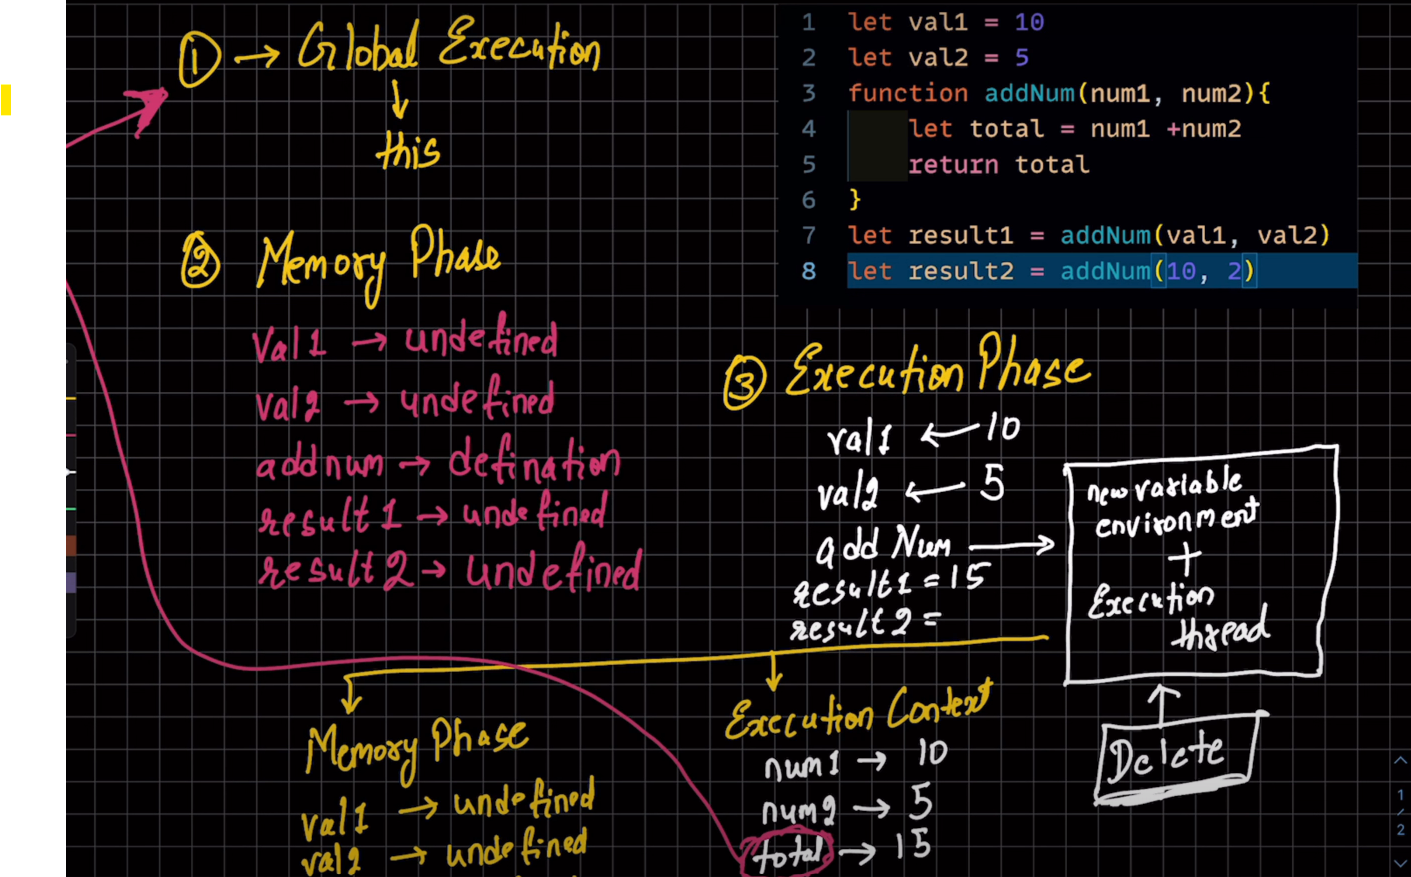 ① → Global Execution
↓
this
② Memory Phase
Val1 → undefined
val2 → undefined
addnum → defination
result1 → undefined
result2 → undefined
1 let val1 = 10
2 let val2 = 5
3 function addNum(num1, num2){
4 let total = num1 +num2
5 return total
6 }
7 let result1 = addNum(val1, val2)
8 let result2 = addNum(10, 2)
③ Execution Phase
val1 ← 10
val2 ← 5
add Num →
result1 = 15
result2 =
new variable
environment
+
Execution
thread
↑
Delete
Memory Phase
val1 → undefined
val2 → undefined
Execution Context
num1 → 10
num2 → 5
total → 15
1
/
2